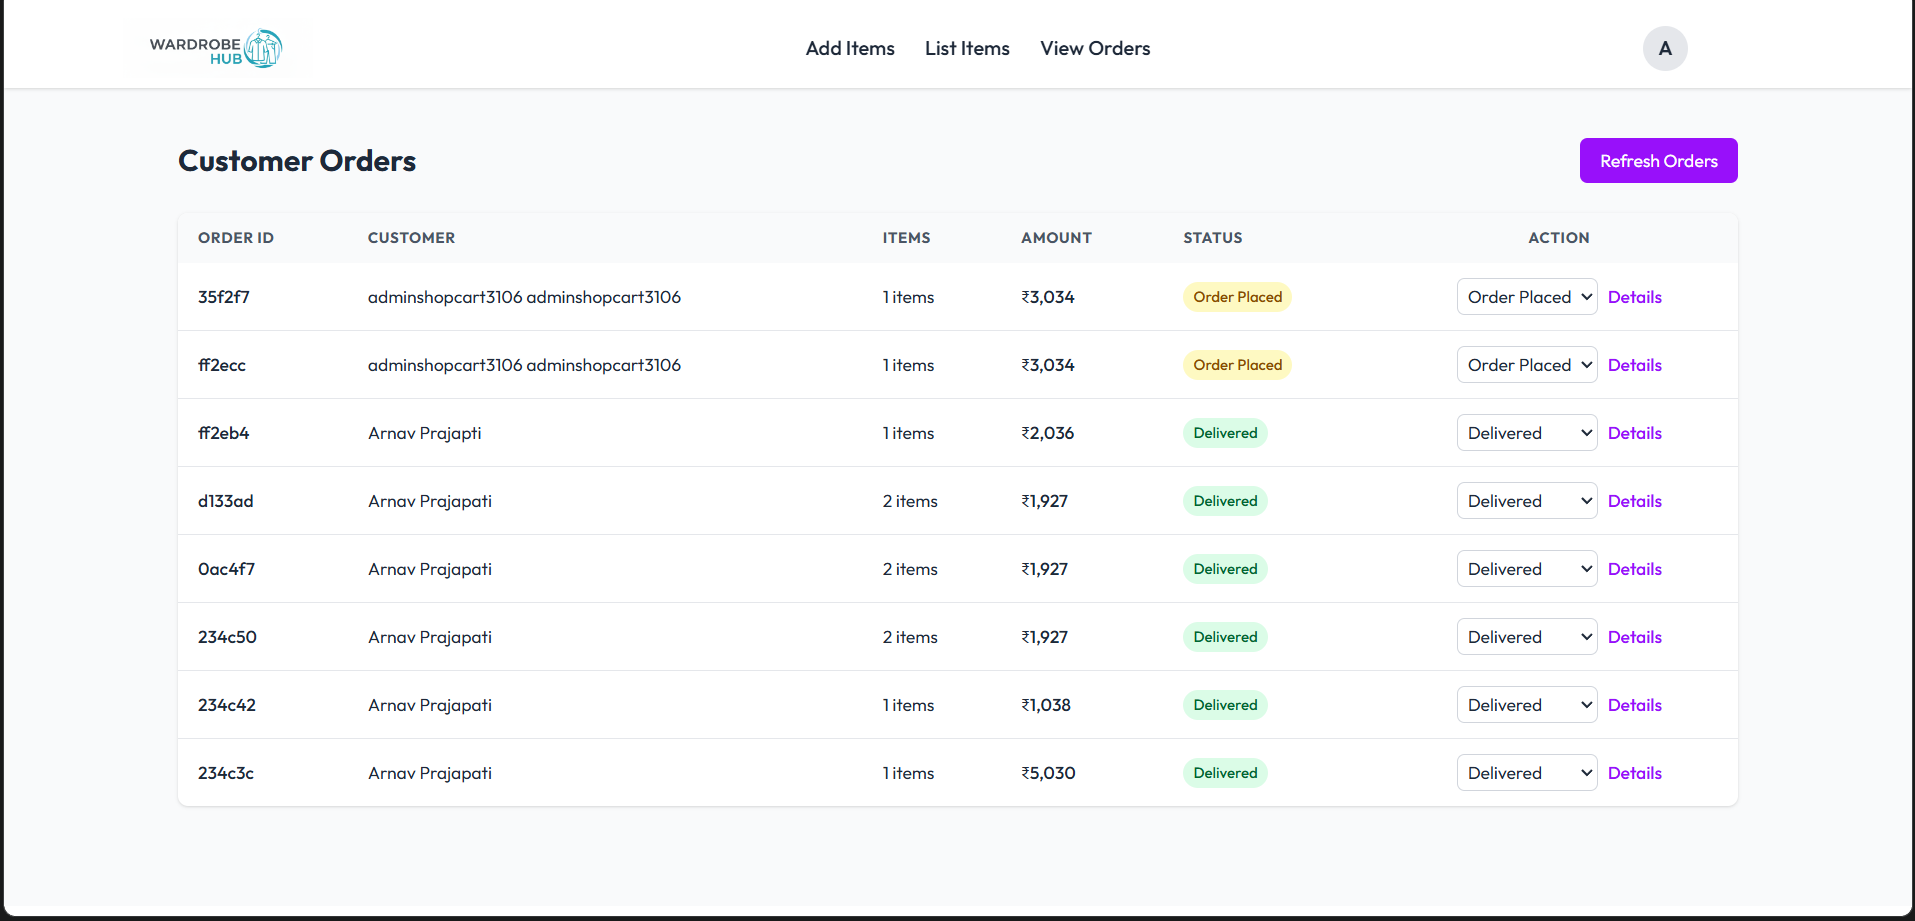 WARDROBE
HUB
Add Items List Items View Orders
A
Customer Orders
Refresh Orders
ORDER ID CUSTOMER ITEMS AMOUNT STATUS ACTION
35f2f7 adminshopcart3106 adminshopcart3106 1 items ₹3,034 Order Placed Order Placed Details
ff2ecc adminshopcart3106 adminshopcart3106 1 items ₹3,034 Order Placed Order Placed Details
ff2eb4 Arnav Prajapti 1 items ₹2,036 Delivered Delivered Details
d133ad Arnav Prajapati 2 items ₹1,927 Delivered Delivered Details
0ac4f7 Arnav Prajapati 2 items ₹1,927 Delivered Delivered Details
234c50 Arnav Prajapati 2 items ₹1,927 Delivered Delivered Details
234c42 Arnav Prajapati 1 items ₹1,038 Delivered Delivered Details
234c3c Arnav Prajapati 1 items ₹5,030 Delivered Delivered Details